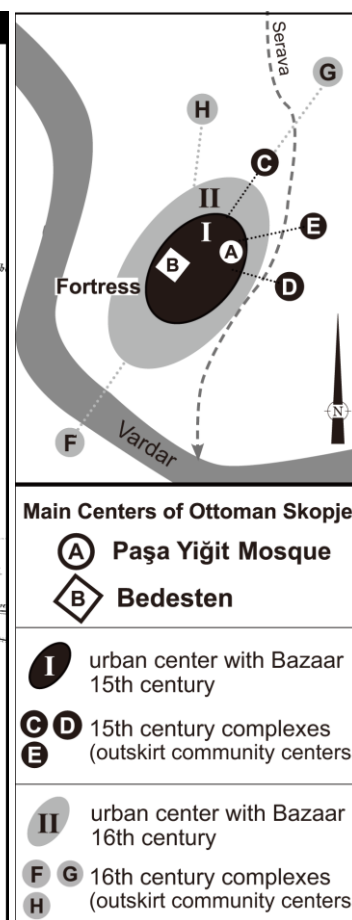 Serava
G
H
C
II
I
E
A
B
Fortress
D
N
F
Vardar
Main Centers of Ottoman Skopje
A Paşa Yiğit Mosque
B Bedesten
I urban center with Bazaar
15th century
C D 15th century complexes
E (outskirt community centers
II urban center with Bazaar
16th century
F G 16th century complexes
H (outskirt community centers